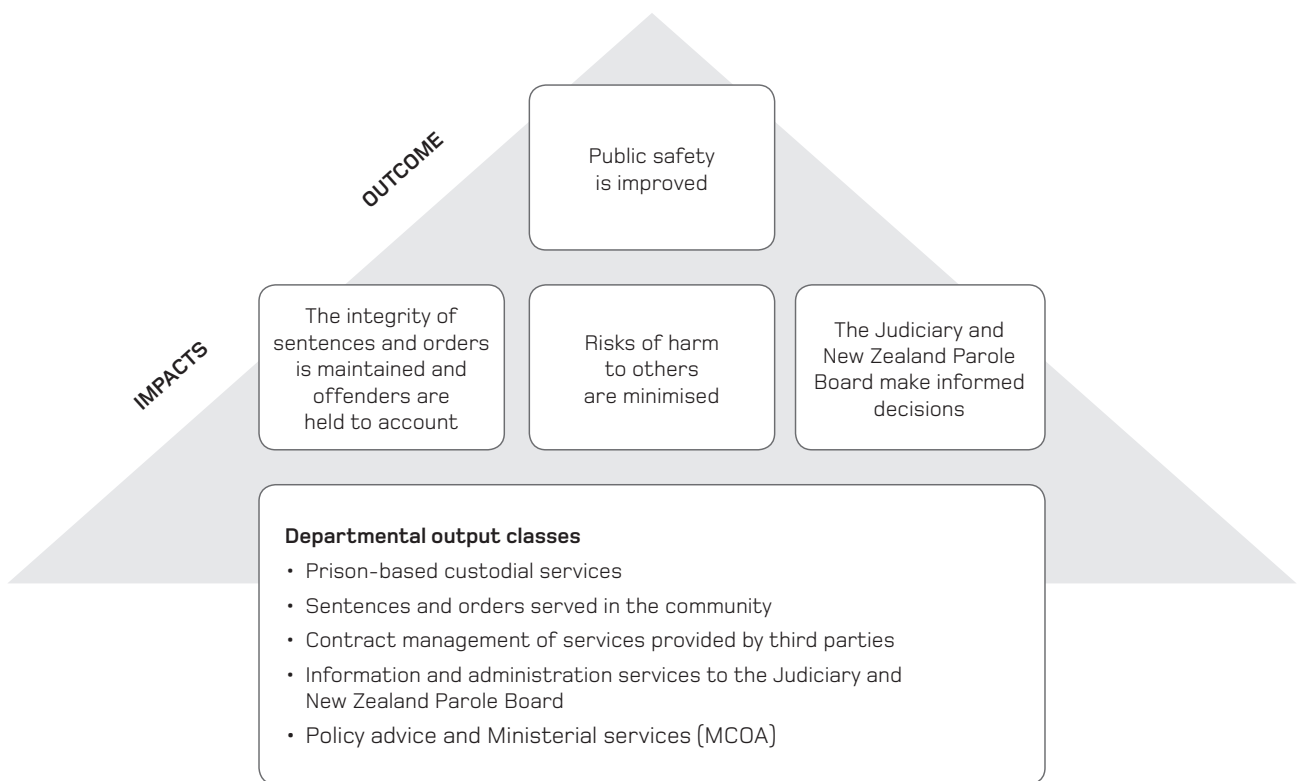 OUTCOME
Public safety
is improved
IMPACTS
The integrity of
sentences and orders
is maintained and
offenders are
held to account
Risks of harm
to others
are minimised
The Judiciary and
New Zealand Parole
Board make informed
decisions
Departmental output classes
• Prison-based custodial services
• Sentences and orders served in the community
• Contract management of services provided by third parties
• Information and administration services to the Judiciary and
New Zealand Parole Board
• Policy advice and Ministerial services (MCOA)